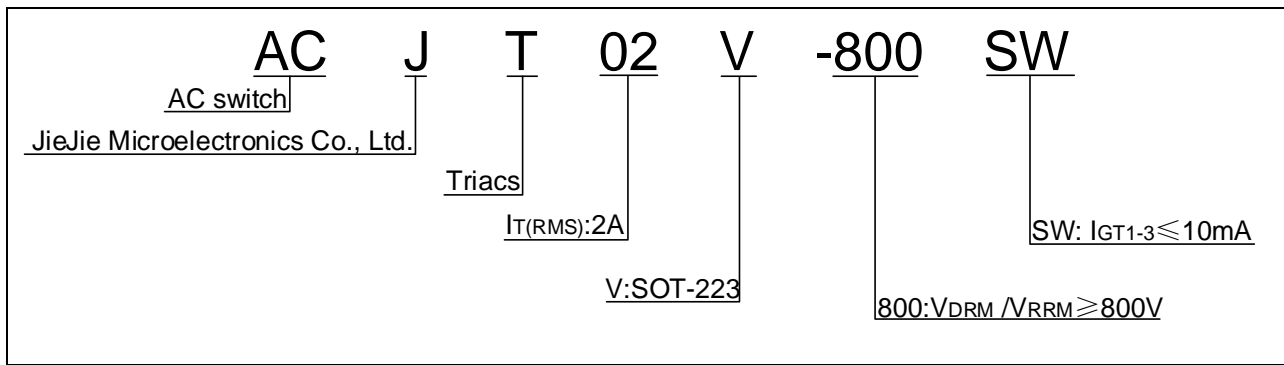 AC J T 02 V -800 SW
AC switch
JieJie Microelectronics Co., Ltd.
Triacs
IT(RMS):2A
SW: IGT1-3≤10mA
V:SOT-223
800:VDRM /VRRM≥800V